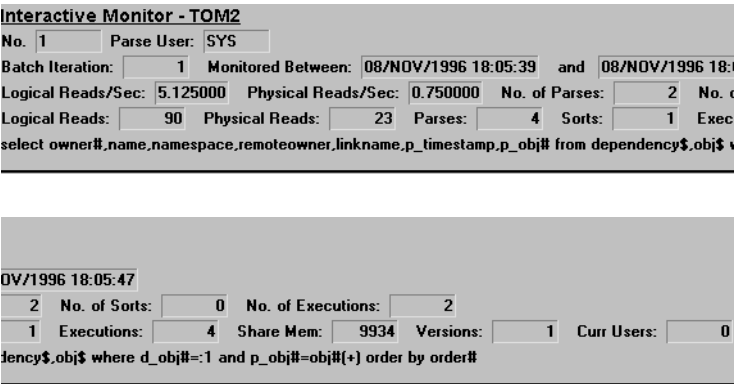 Interactive Monitor - TOM2
No. 1 Parse User: SYS
Batch Iteration: 1 Monitored Between: 08/NOV/1996 18:05:39 and 08/NOV/1996 18:
Logical Reads/Sec: 5.125000 Physical Reads/Sec: 0.750000 No. of Parses: 2 No.
Logical Reads: 90 Physical Reads: 23 Parses: 4 Sorts: 1 Exec
select owner#,name,namespace,remoteowner,linkname,p_timestamp,p_obj# from dependency$,obj$
OV/1996 18:05:47
2 No. of Sorts: 0 No. of Executions: 2
1 Executions: 4 Share Mem: 9934 Versions: 1 Curr Users: 0
dency$,obj$ where d_obj#=:1 and p_obj#=obj#(+) order by order#